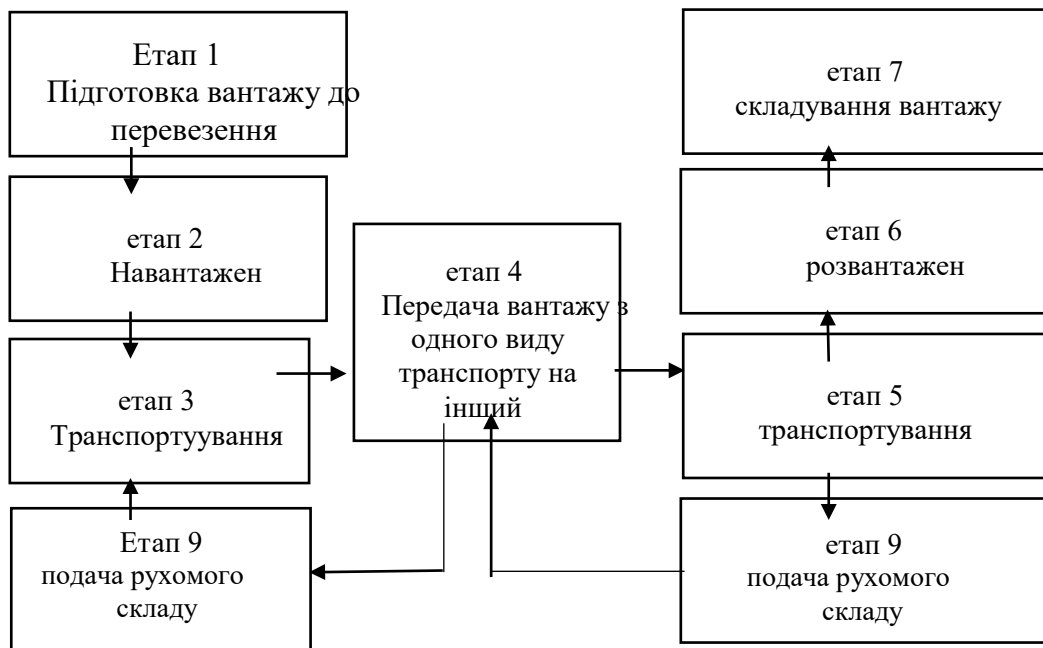 Етап 1
Підготовка вантажу до
перевезення
етап 2
Навантажен
етап 3
Транспортуування
Етап 9
подача рухомого
складу
етап 4
Передача вантажу з
одного виду
транспорту на
інший
етап 7
складування вантажу
етап 6
розвантажен
етап 5
транспортування
етап 9
подача рухомого
складу